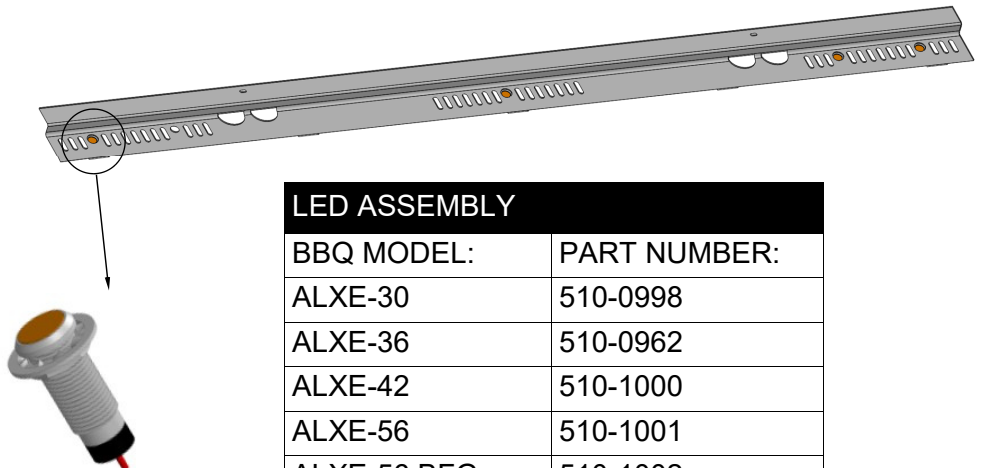 LED ASSEMBLY
BBQ MODEL: PART NUMBER:
ALXE-30 510-0998
ALXE-36 510-0962
ALXE-42 510-1000
ALXE-56 510-1001